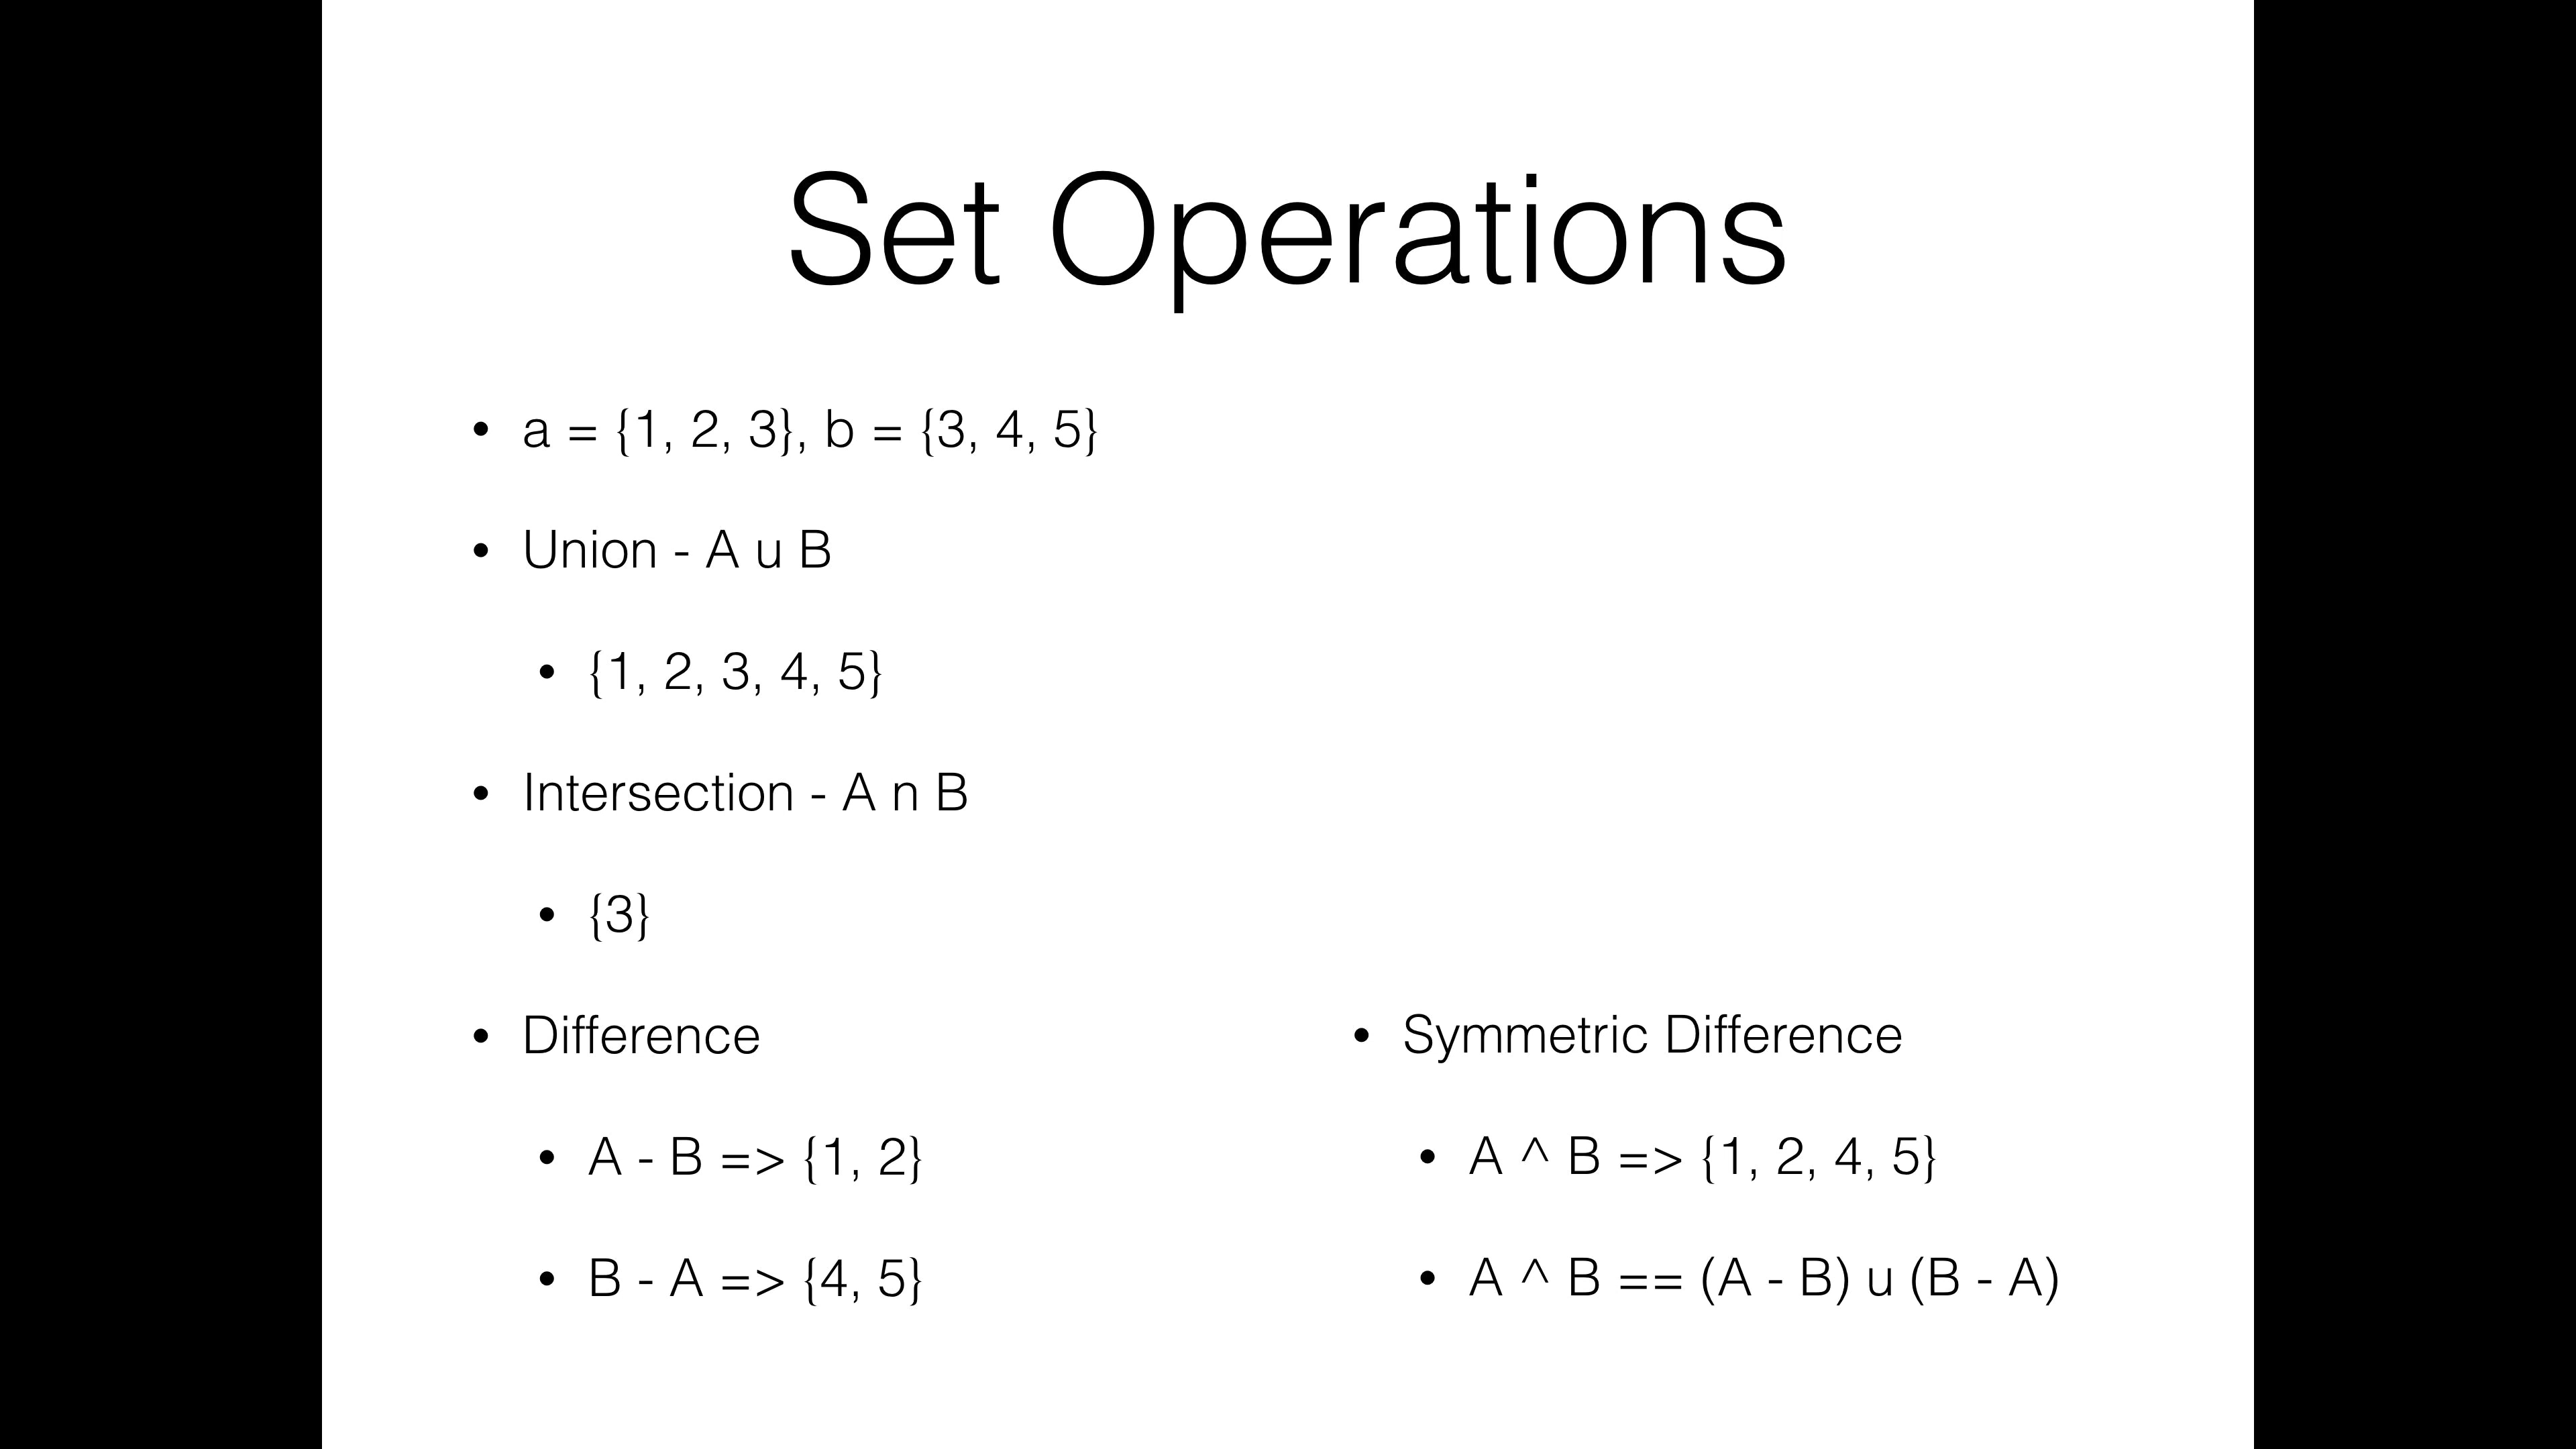 Set Operations
• a = {1, 2, 3}, b = {3, 4, 5}
• Union - A u B
• {1, 2, 3, 4, 5}
• Intersection - A n B
• {3}
• Difference
• A - B => {1, 2}
• B - A => {4, 5}
• Symmetric Difference
• A ^ B => {1, 2, 4, 5}
• A ^ B == (A - B) u (B - A)